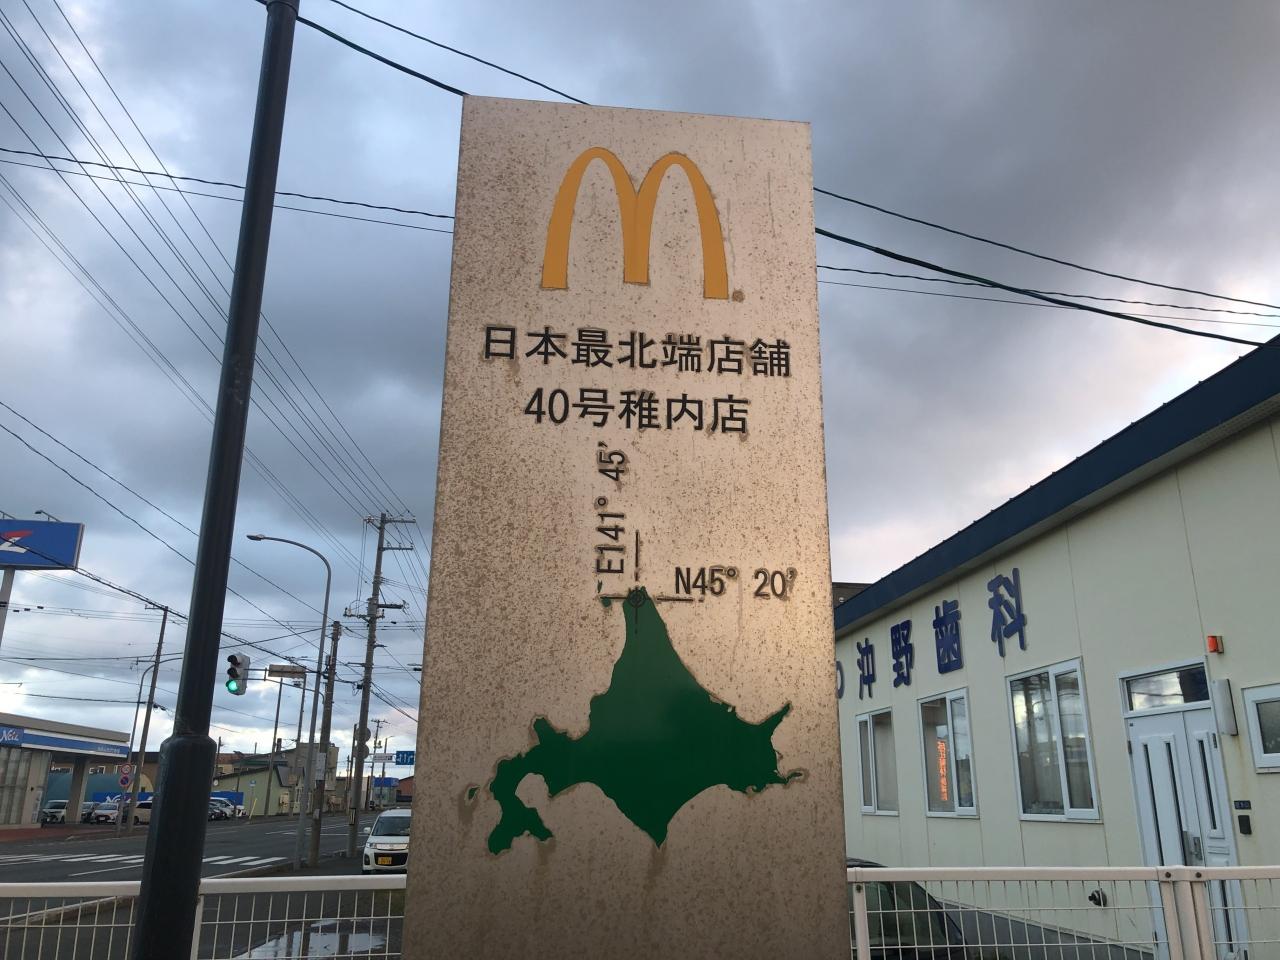 日本最北端店舗
40号稚内店
E141° 45'
N45° 20'
沖野歯科